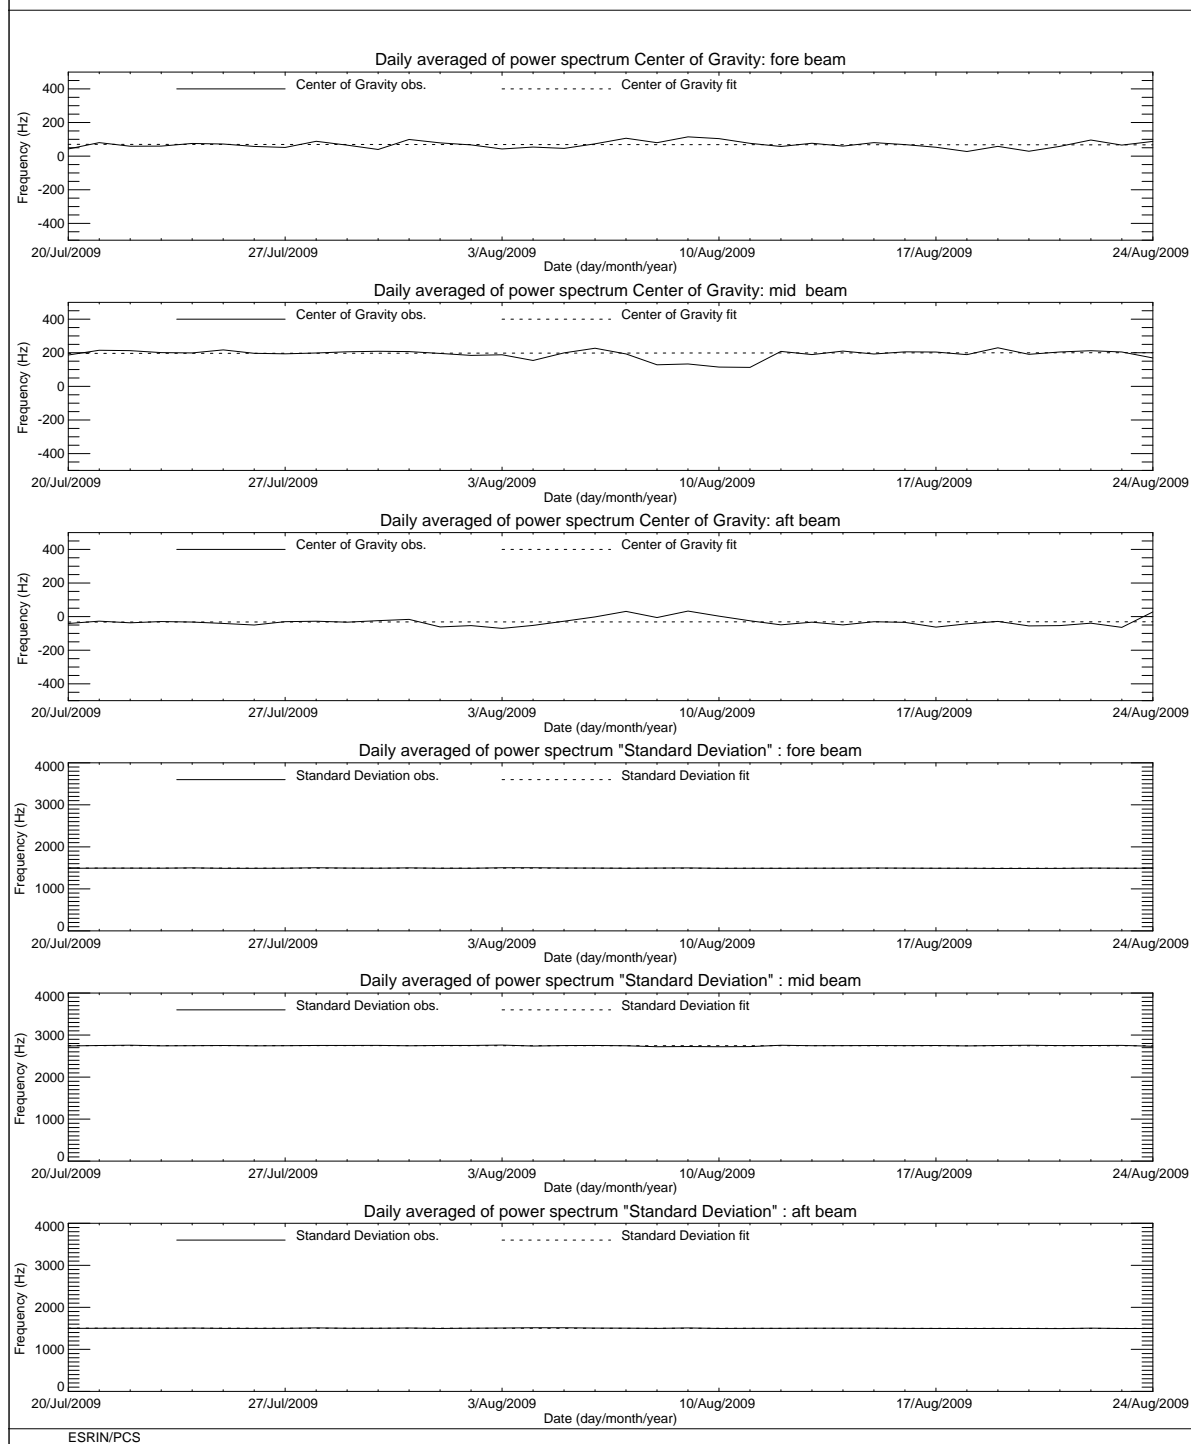 Daily averaged of power spectrum Center of Gravity: fore beam
Center of Gravity obs.
Center of Gravity fit
400
200
0
-200
-400
Frequency (Hz)
20/Jul/2009
27/Jul/2009
3/Aug/2009
10/Aug/2009
17/Aug/2009
24/Aug/2009
Date (day/month/year)
Daily averaged of power spectrum Center of Gravity: mid  beam
Center of Gravity obs.
Center of Gravity fit
400
200
0
-200
-400
Frequency (Hz)
20/Jul/2009
27/Jul/2009
3/Aug/2009
10/Aug/2009
17/Aug/2009
24/Aug/2009
Date (day/month/year)
Daily averaged of power spectrum Center of Gravity: aft beam
Center of Gravity obs.
Center of Gravity fit
400
200
0
-200
-400
Frequency (Hz)
20/Jul/2009
27/Jul/2009
3/Aug/2009
10/Aug/2009
17/Aug/2009
24/Aug/2009
Date (day/month/year)
Daily averaged of power spectrum "Standard Deviation" : fore beam
Standard Deviation obs.
Standard Deviation fit
4000
3000
2000
1000
0
Frequency (Hz)
20/Jul/2009
27/Jul/2009
3/Aug/2009
10/Aug/2009
17/Aug/2009
24/Aug/2009
Date (day/month/year)
Daily averaged of power spectrum "Standard Deviation" : mid beam
Standard Deviation obs.
Standard Deviation fit
4000
3000
2000
1000
0
Frequency (Hz)
20/Jul/2009
27/Jul/2009
3/Aug/2009
10/Aug/2009
17/Aug/2009
24/Aug/2009
Date (day/month/year)
Daily averaged of power spectrum "Standard Deviation" : aft beam
Standard Deviation obs.
Standard Deviation fit
4000
3000
2000
1000
0
Frequency (Hz)
20/Jul/2009
27/Jul/2009
3/Aug/2009
10/Aug/2009
17/Aug/2009
24/Aug/2009
Date (day/month/year)
ESRIN/PCS